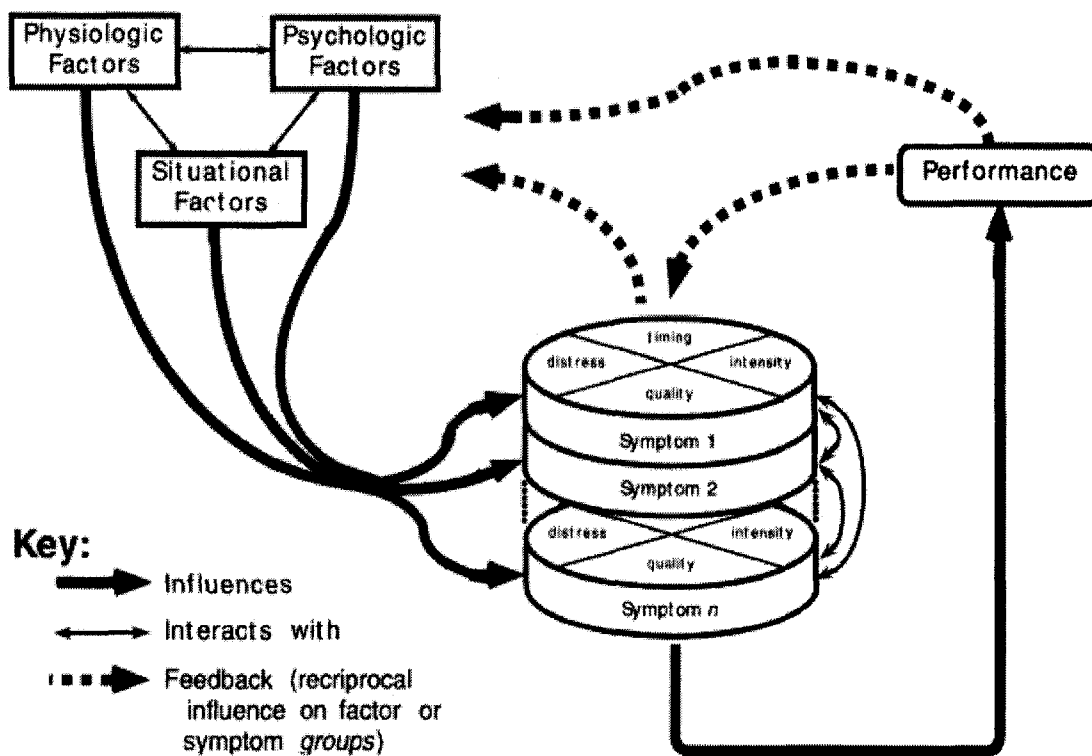 Physiologic
Factors
Psychologic
Factors
Situational
Factors
Performance
timing
distress
intensity
quality
Symptom 1
Symptom 2
distress
intensity
quality
Symptom n
Key:
Influences
Interacts with
Feedback (recriprocal
influence on factor or
symptom groups)